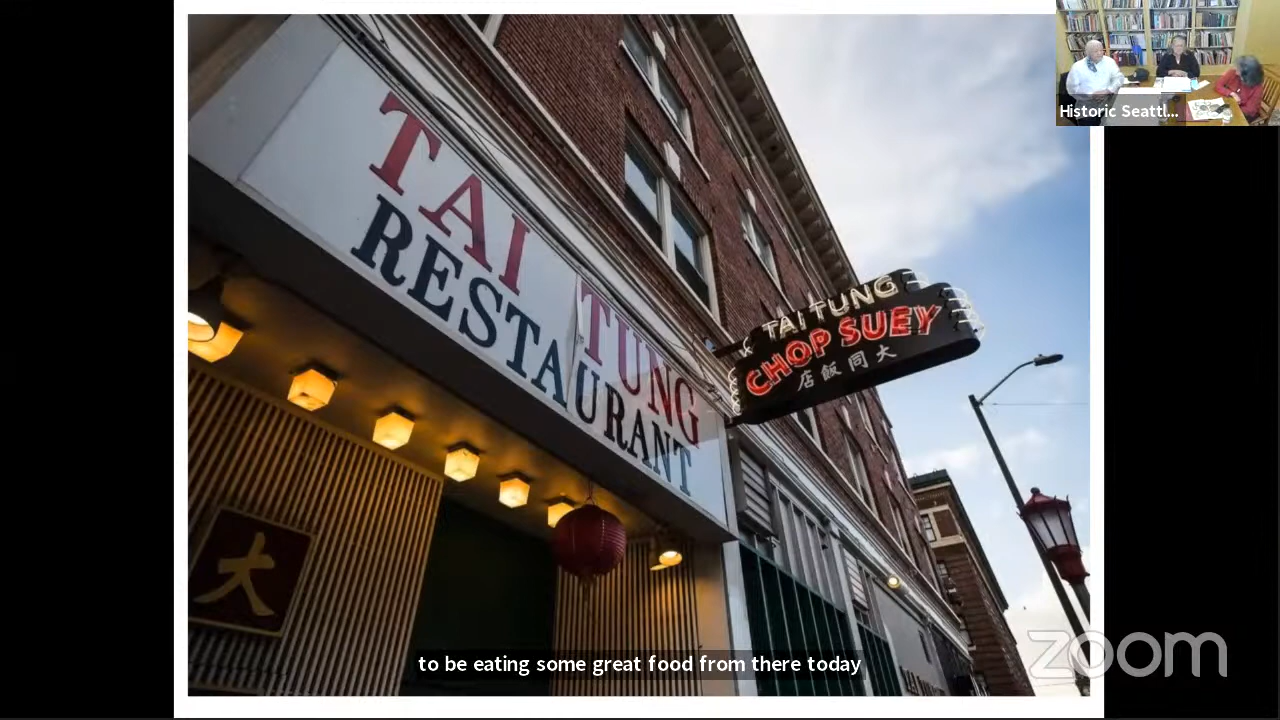 Historic Seattl...
TAI TUNG
RESTAURANT
TAI TUNG
CHOP SUEY
店飯同大
大
to be eating some great food from there today
zoom